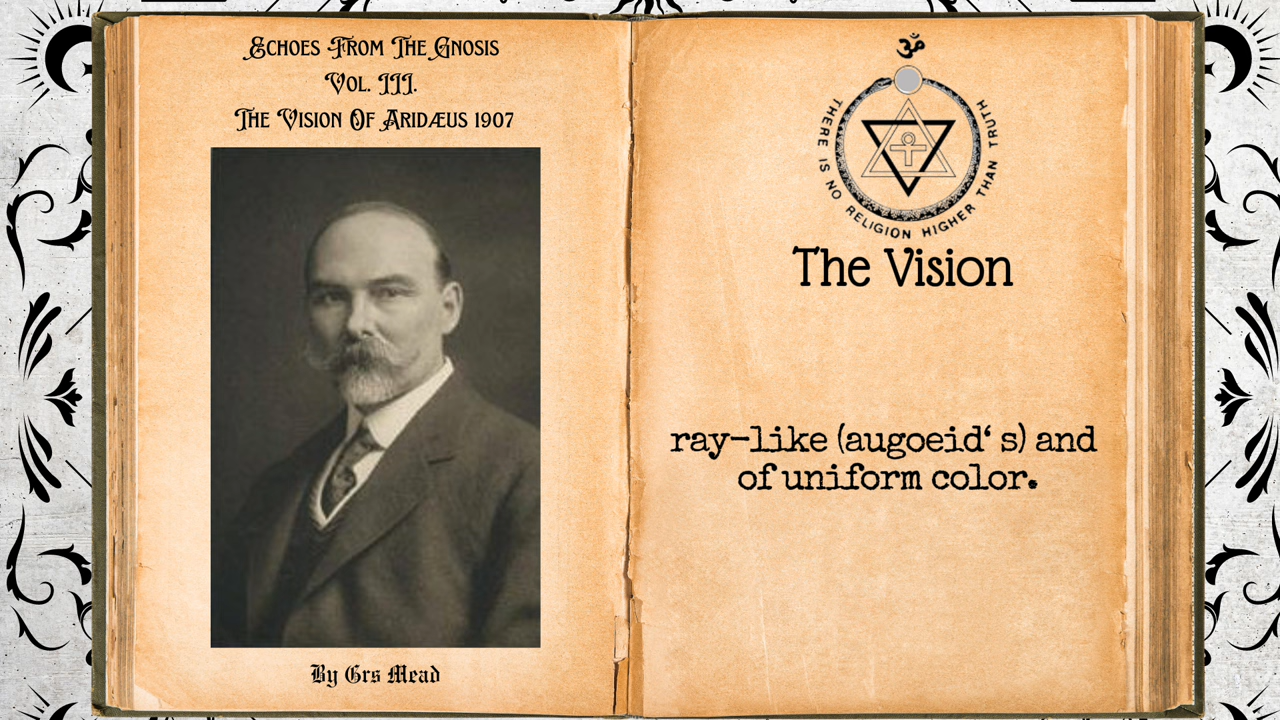 Echoes From The Gnosis
Vol. III.
The Vision Of Aridæus 1907
By Grs Mead
ॐ
THERE IS NO RELIGION HIGHER THAN TRUTH
The Vision
ray-like (augoeid‘ s) and
of uniform color.